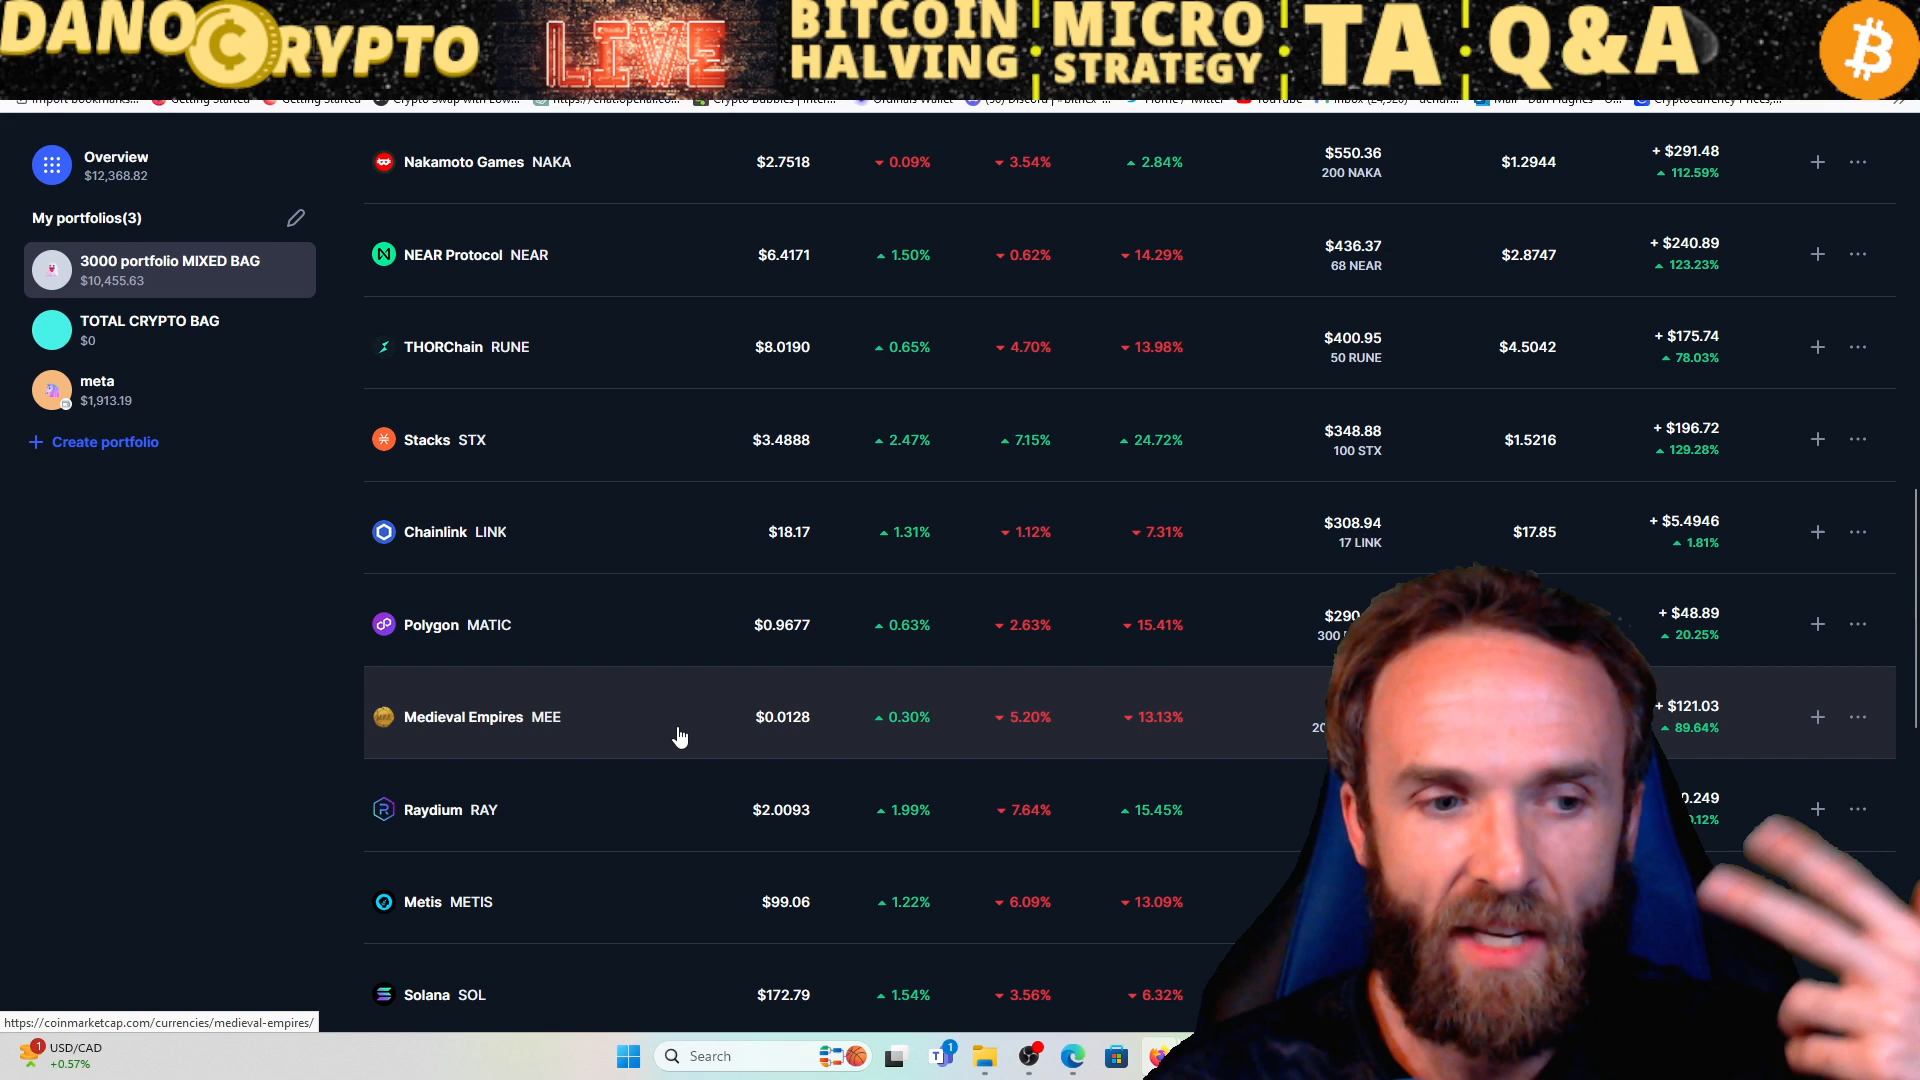 DANO CRYPTO
LIVE
BITCOIN HALVING
MICRO STRATEGY
TA
Q&A
Overview
$12,368.82
My portfolios(3)
3000 portfolio MIXED BAG
$10,455.63
TOTAL CRYPTO BAG
$0
meta
$1,913.19
+ Create portfolio
Nakamoto Games NAKA $2.7518 0.09% 3.54% 2.84% $550.36 $1.2944 + $291.48
200 NAKA 112.59%
NEAR Protocol NEAR $6.4171 1.50% 0.62% 14.29% $436.37 $2.8747 + $240.89
68 NEAR 123.23%
THORChain RUNE $8.0190 0.65% 4.70% 13.98% $400.95 $4.5042 + $175.74
50 RUNE 78.03%
Stacks STX $3.4888 2.47% 7.15% 24.72% $348.88 $1.5216 + $196.72
100 STX 129.28%
Chainlink LINK $18.17 1.31% 1.12% 7.31% $308.94 $17.85 + $5.4946
17 LINK 1.81%
Polygon MATIC $0.9677 0.63% 2.63% 15.41% $290 + $48.89
300 20.25%
Medieval Empires MEE $0.0128 0.30% 5.20% 13.13% + $121.03
89.64%
Raydium RAY $2.0093 1.99% 7.64% 15.45% 0.249
0.12%
Metis METIS $99.06 1.22% 6.09% 13.09%
Solana SOL $172.79 1.54% 3.56% 6.32%
https://coinmarketcap.com/currencies/medieval-empires/
1
USD/CAD
+0.57%
Search
1